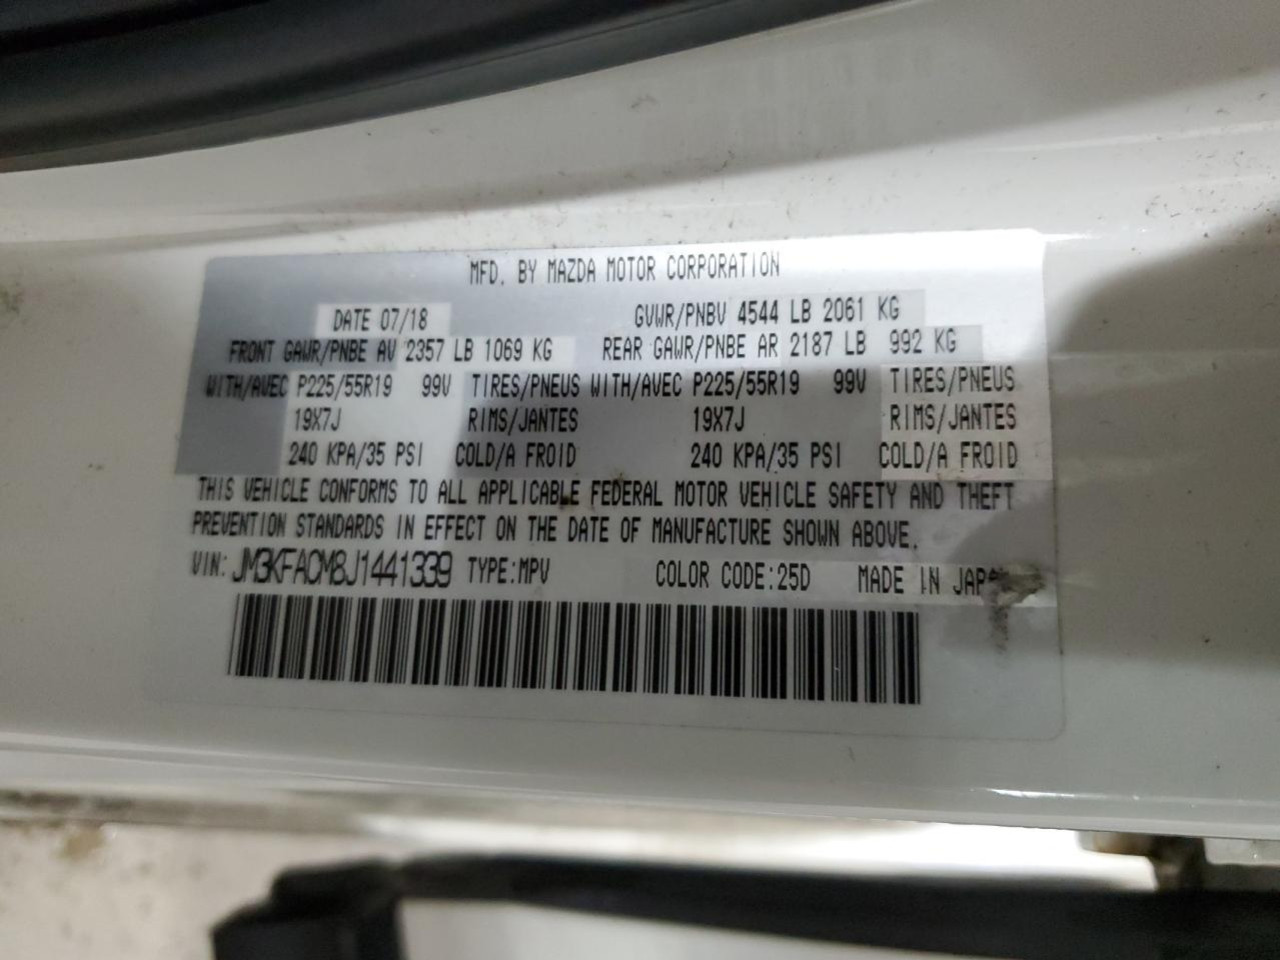 MFD. BY MAZDA MOTOR CORPORATION
DATE 07/18 GVWR/PNBV 4544 LB 2061 KG
FRONT GAWR/PNBE AV 2357 LB 1069 KG REAR GAWR/PNBE AR 2187 LB 992 KG
WITH/AVEC P225/55R19 99V TIRES/PNEUS WITH/AVEC P225/55R19 99V TIRES/PNEUS
19X7J RIMS/JANTES 19X7J RIMS/JANTES
240 KPA/35 PSI COLD/A FROID 240 KPA/35 PSI COLD/A FROID
THIS VEHICLE CONFORMS TO ALL APPLICABLE FEDERAL MOTOR VEHICLE SAFETY AND THEFT
PREVENTION STANDARDS IN EFFECT ON THE DATE OF MANUFACTURE SHOWN ABOVE.
VIN: JM3KFACM8J1441339 TYPE:MPV COLOR CODE:25D MADE IN